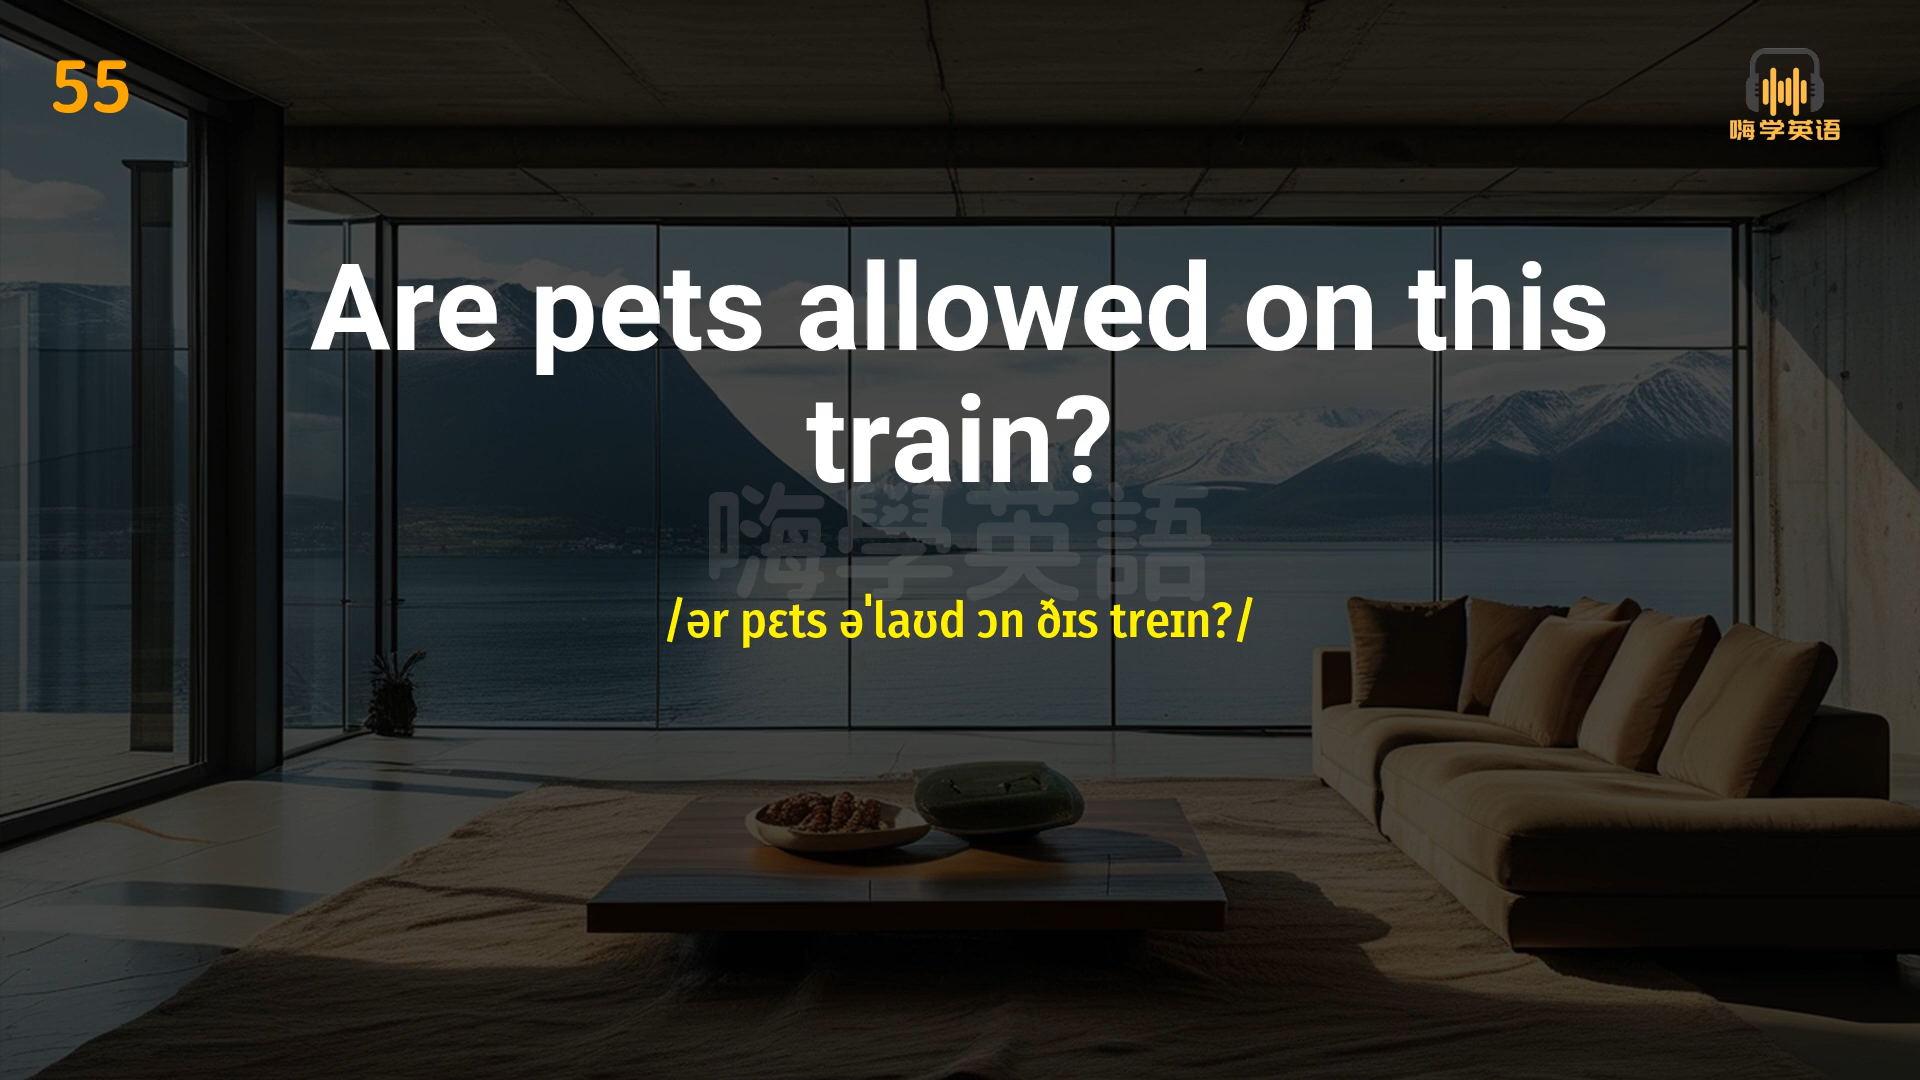 55
嗨学英语
Are pets allowed on this
train?
嗨學英語
/ər pɛts əˈlaʊd ɔn ðɪs treɪn?/